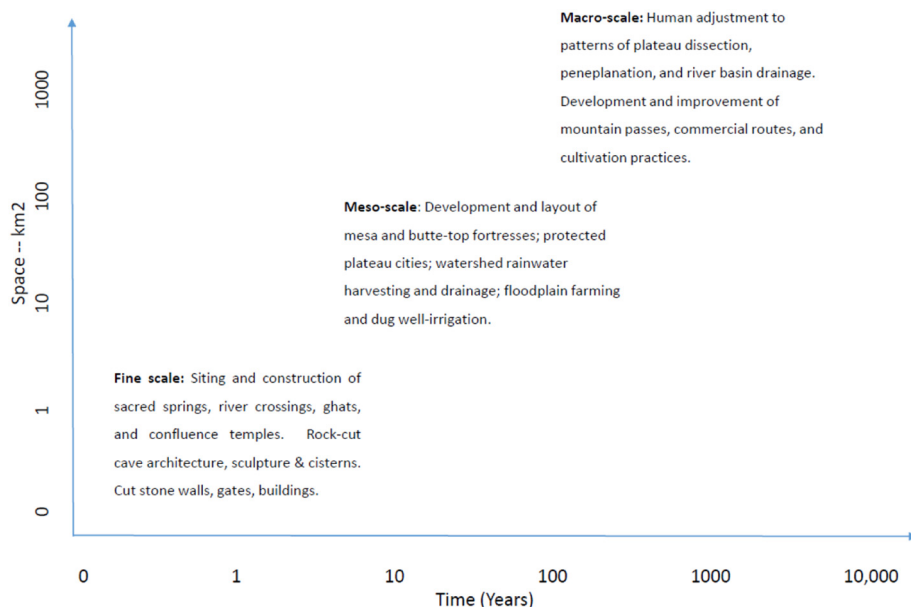 Macro-scale: Human adjustment to
patterns of plateau dissection,
peneplanation, and river basin drainage.
Development and improvement of
mountain passes, commercial routes, and
cultivation practices.
Meso-scale: Development and layout of
mesa and butte-top fortresses; protected
plateau cities; watershed rainwater
harvesting and drainage; floodplain farming
and dug well-irrigation.
Fine scale: Siting and construction of
sacred springs, river crossings, ghats,
and confluence temples. Rock-cut
cave architecture, sculpture & cisterns.
Cut stone walls, gates, buildings.
Space -- km2
1000
100
10
1
0
0 1 10 100 1000 10,000
Time (Years)